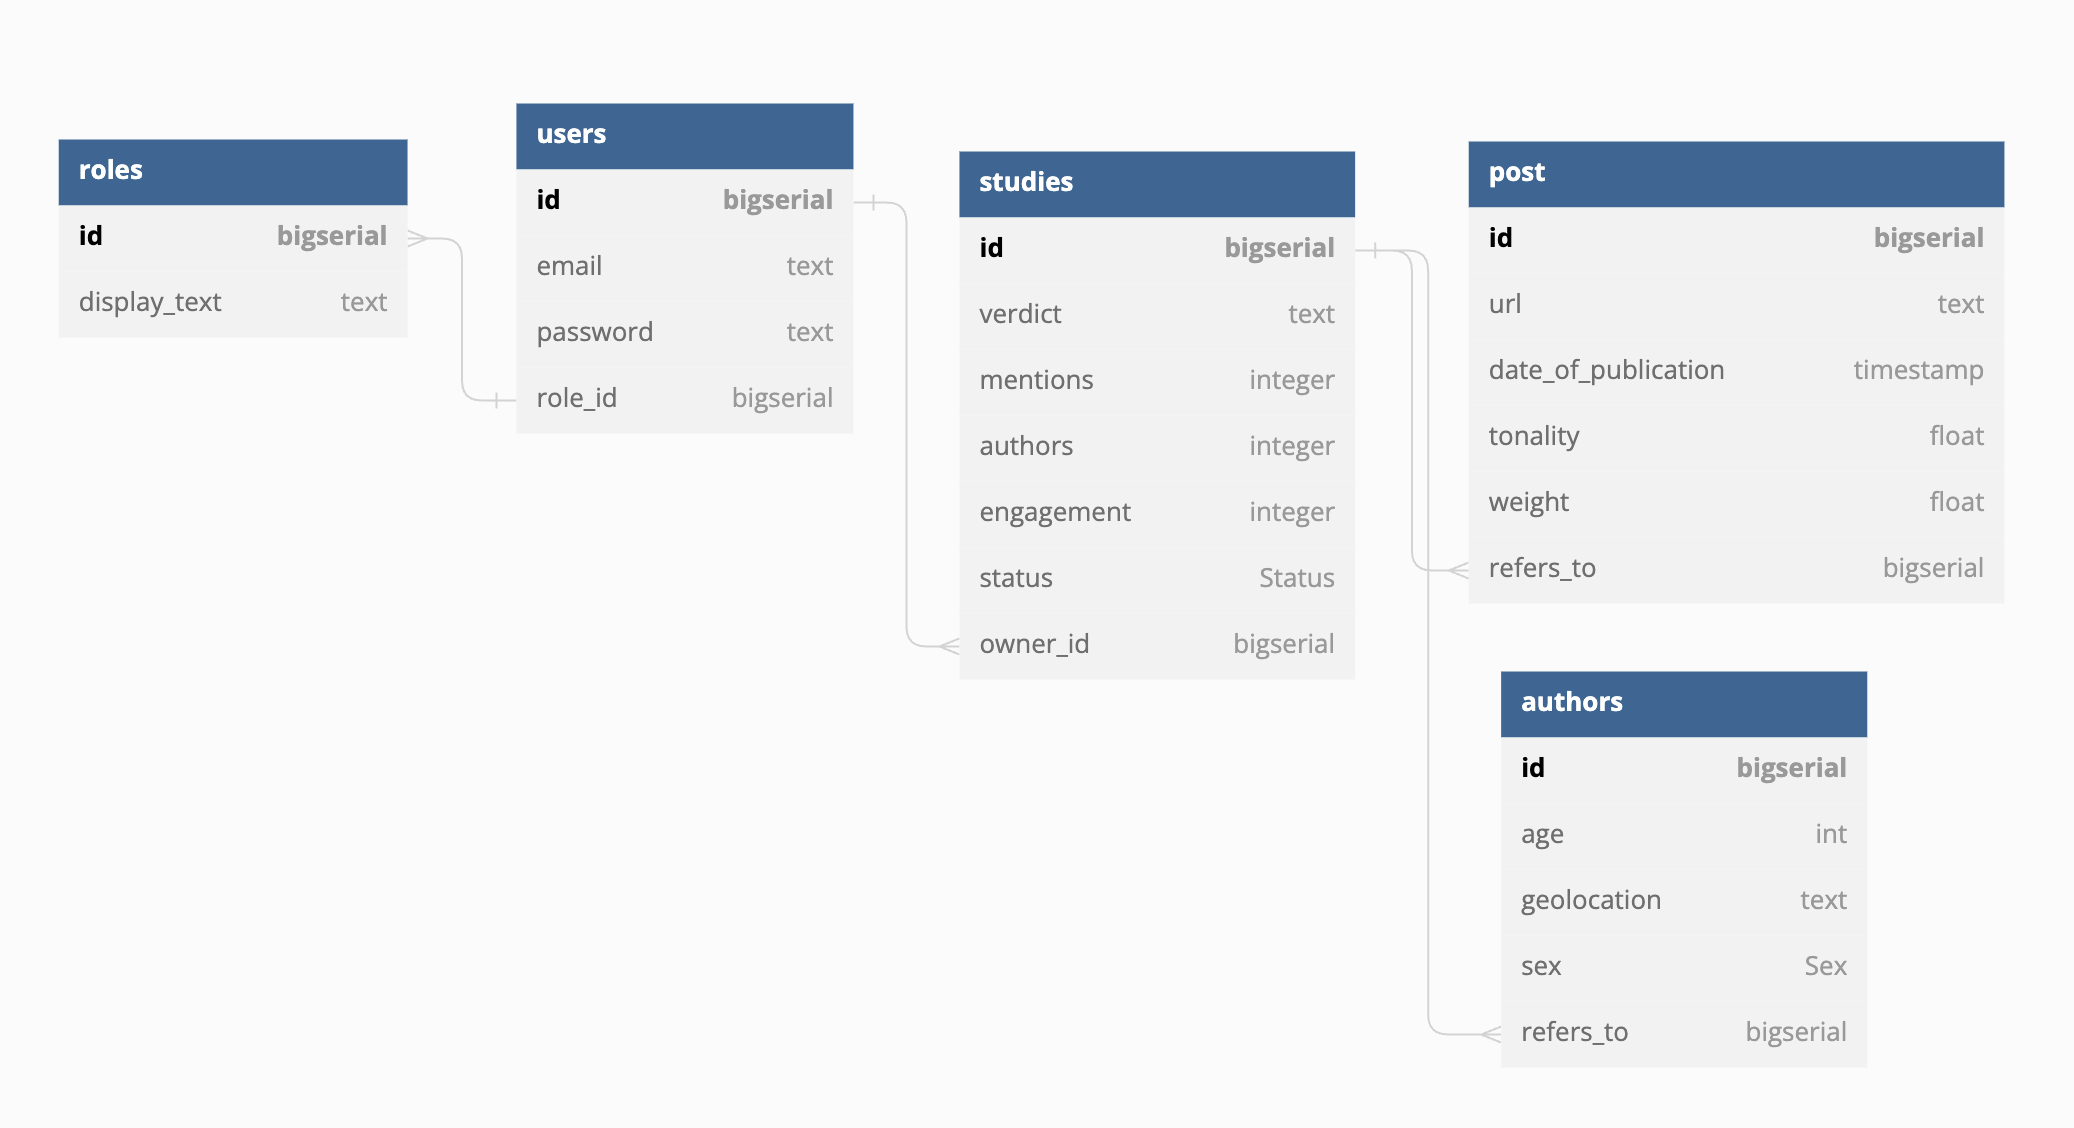 roles
id bigserial
display_text text
users
id bigserial
email text
password text
role_id bigserial
studies
id bigserial
verdict text
mentions integer
authors integer
engagement integer
status Status
owner_id bigserial
post
id bigserial
url text
date_of_publication timestamp
tonality float
weight float
refers_to bigserial
authors
id bigserial
age int
geolocation text
sex Sex
refers_to bigserial